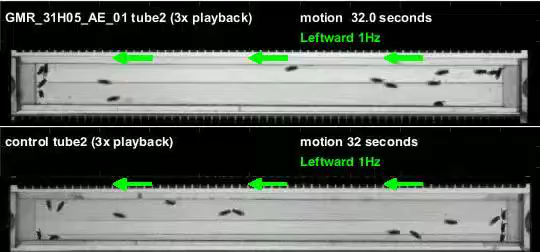 GMR_31H05_AE_01 tube2 (3x playback)
motion 32.0 seconds
Leftward 1Hz
control tube2 (3x playback)
motion 32 seconds
Leftward 1Hz